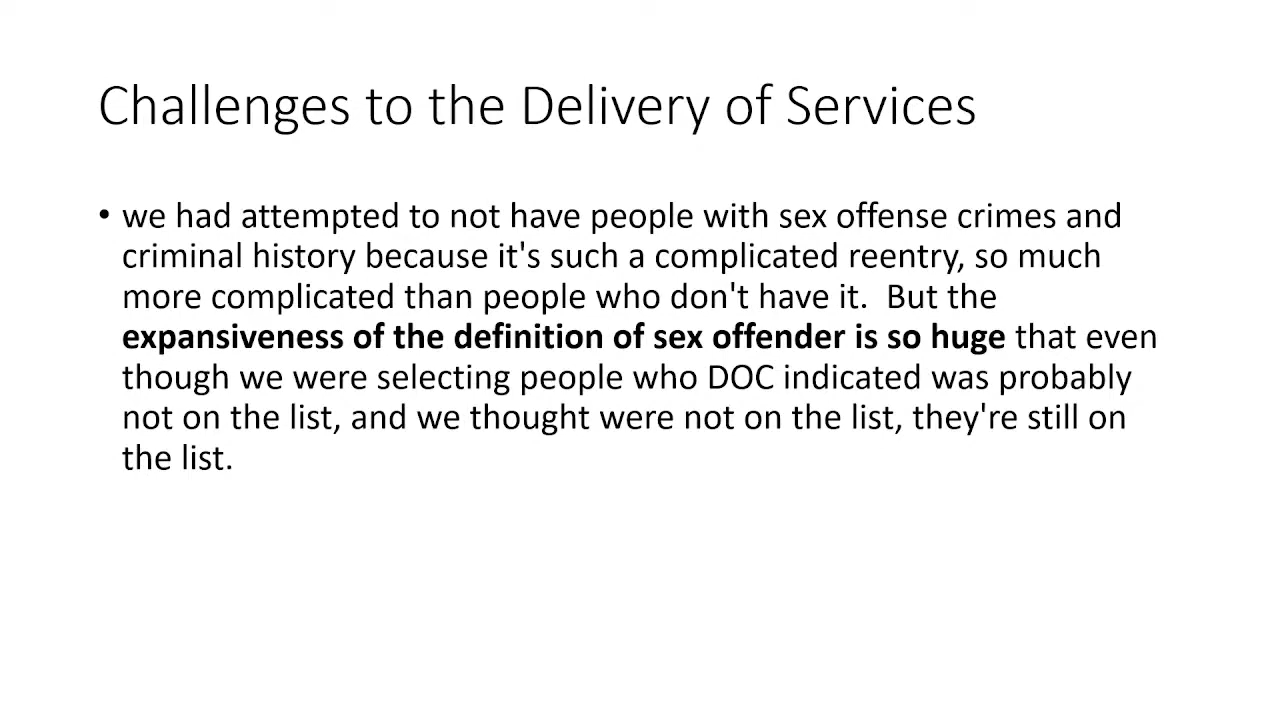 Challenges to the Delivery of Services
• we had attempted to not have people with sex offense crimes and
criminal history because it's such a complicated reentry, so much
more complicated than people who don't have it.  But the
expansiveness of the definition of sex offender is so huge that even
though we were selecting people who DOC indicated was probably
not on the list, and we thought were not on the list, they're still on
the list.